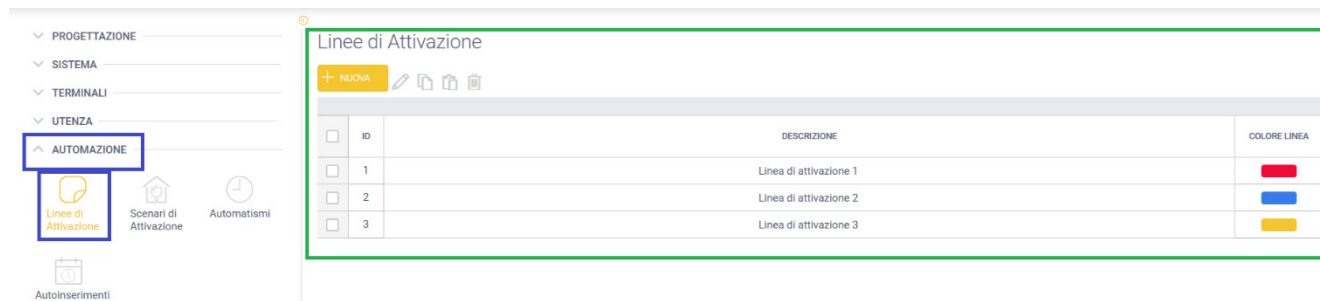 PROGETTAZIONE
SISTEMA
TERMINALI
UTENZA
AUTOMAZIONE
Linee di
Attivazione
Scenari di
Attivazione
Automatismi
Autoinserimenti
Linee di Attivazione
+ NUOVA
ID DESCRIZIONE COLORE LINEA
1 Linea di attivazione 1
2 Linea di attivazione 2
3 Linea di attivazione 3